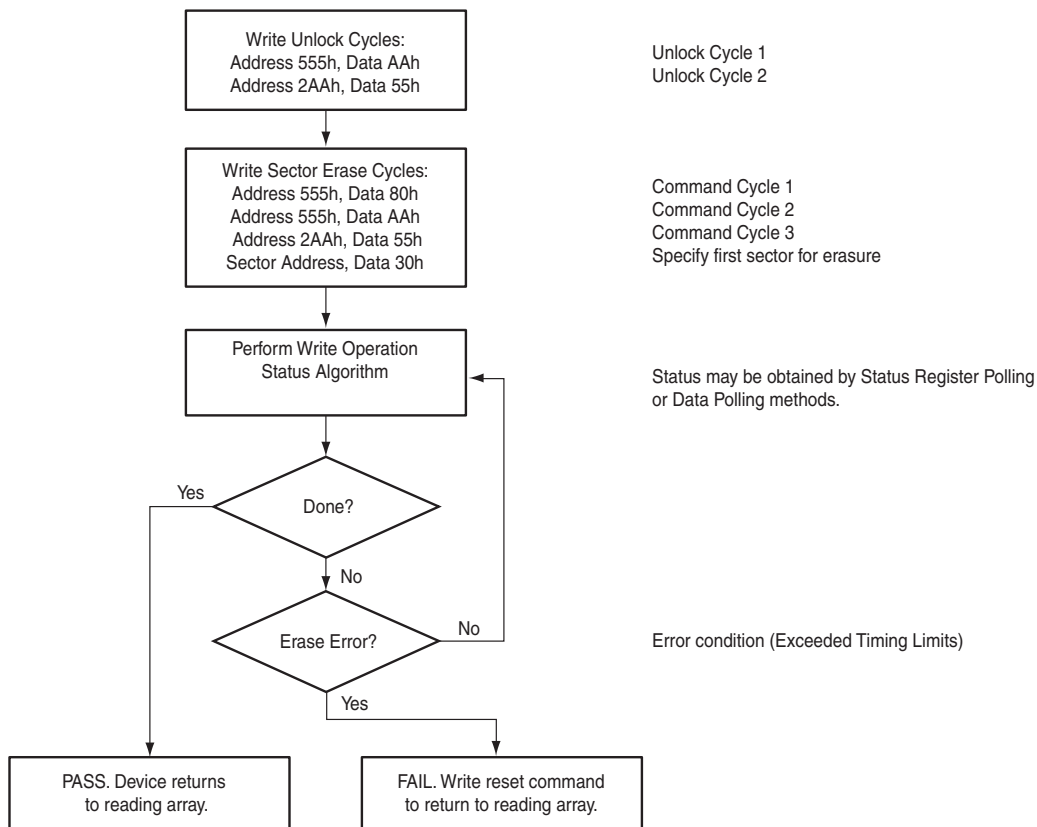 Write Unlock Cycles:
Address 555h, Data AAh
Address 2AAh, Data 55h
Unlock Cycle 1
Unlock Cycle 2
Write Sector Erase Cycles:
Address 555h, Data 80h
Address 555h, Data AAh
Address 2AAh, Data 55h
Sector Address, Data 30h
Command Cycle 1
Command Cycle 2
Command Cycle 3
Specify first sector for erasure
Perform Write Operation
Status Algorithm
Status may be obtained by Status Register Polling
or Data Polling methods.
Yes
Done?
No
Erase Error?
No
Error condition (Exceeded Timing Limits)
Yes
PASS. Device returns
to reading array.
FAIL. Write reset command
to return to reading array.